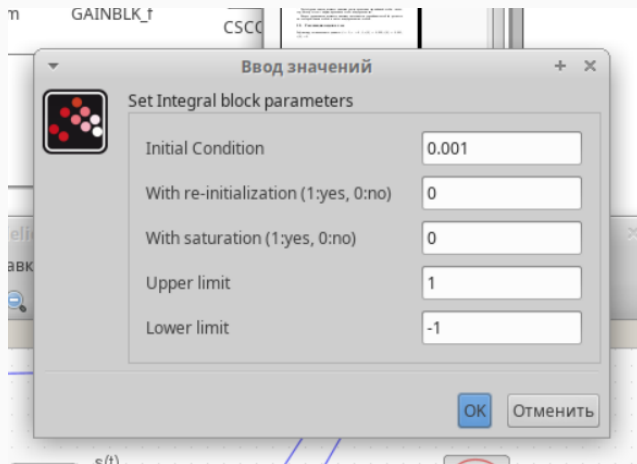 GAINBLK_f
CSCC
Ввод значений
Set Integral block parameters
Initial Condition 0.001
With re-initialization (1:yes, 0:no) 0
With saturation (1:yes, 0:no) 0
Upper limit 1
Lower limit -1
OK Отменить
s(t)